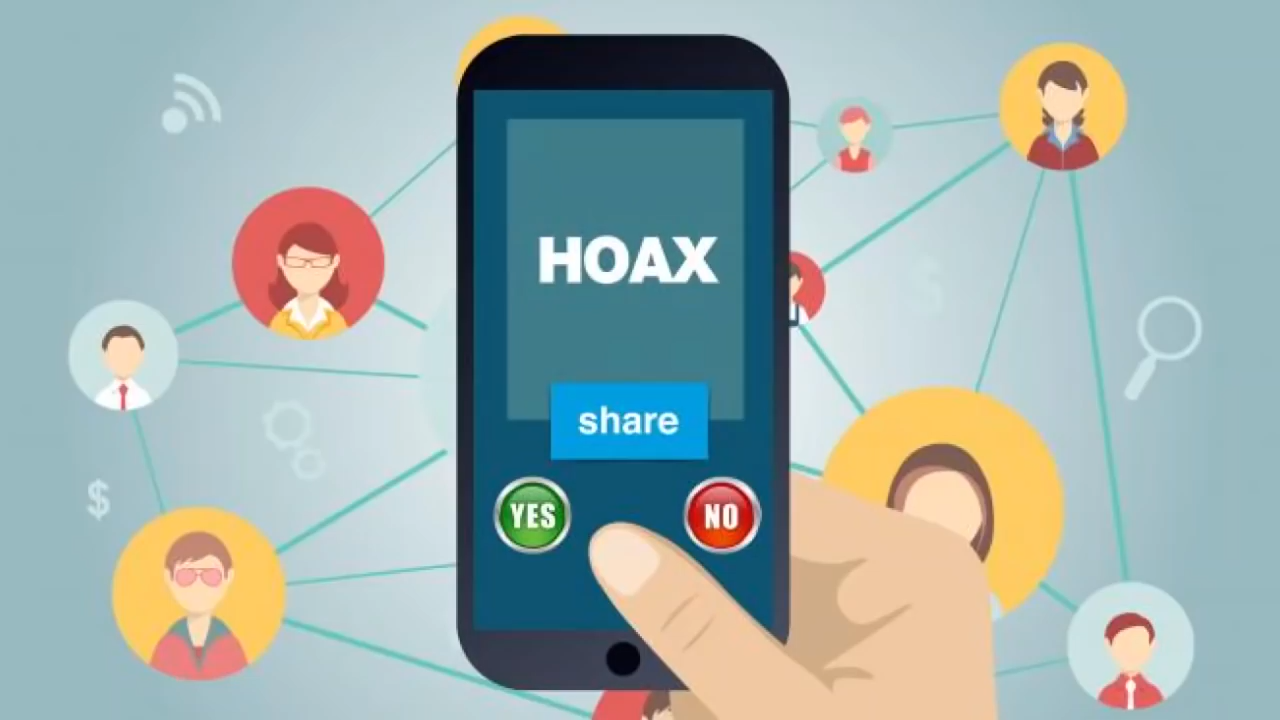 HOAX
share
YES
NO
$
$